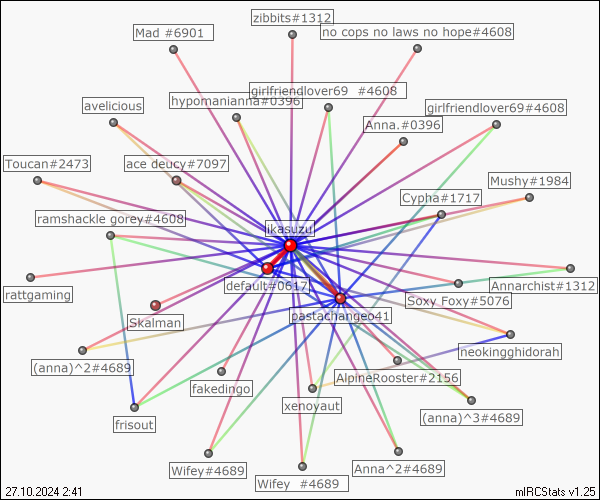 zibbits#1312
Mad #6901
no cops no laws no hope#4608
girlfriendlover69 #4608
avelicious
hypomanianna#0396
girlfriendlover69#4608
Anna.#0396
Toucan#2473
ace deucy#7097
Mushy#1984
Cypha#1717
ramshackle gorey#4608
likasuzu
default#0617
Annarchist#1312
rattgaming
Soxy Foxy#5076
Skalman
pastachangeo41
neokingghidorah
(anna)^2#4689
AlpineRooster#2156
fakedingo
xenoyaut
(anna)^3#4689
frisout
Wifey#4689
Anna^2#4689
Wifey #4689
27.10.2024 2:41
mIRCStats v1.25